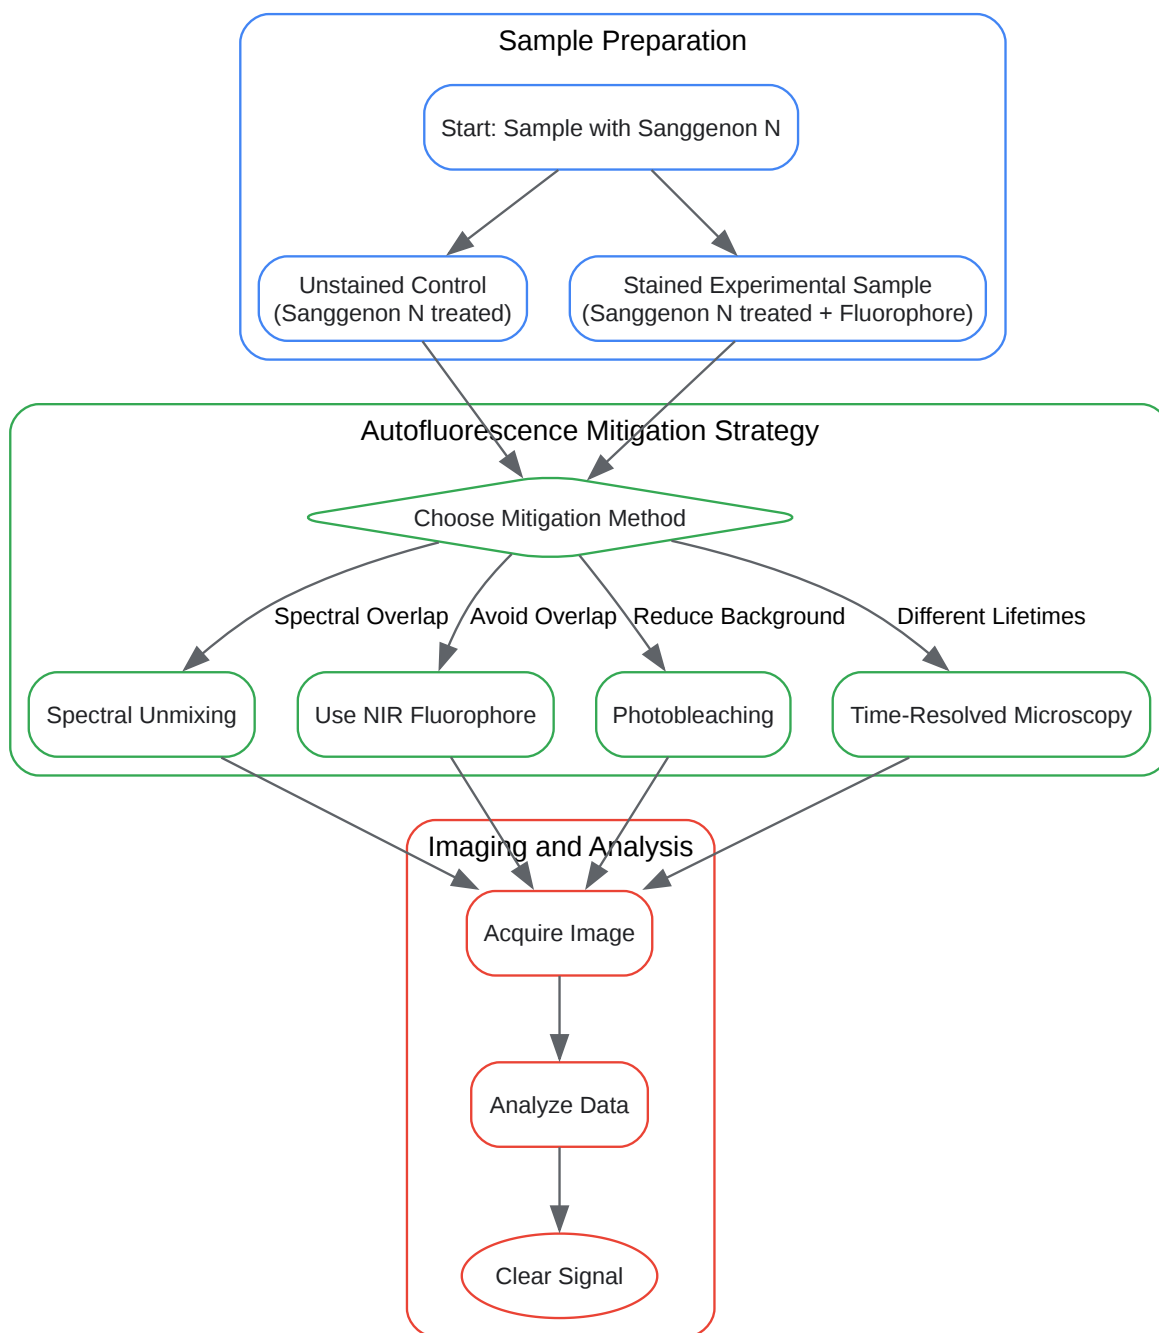 Sample Preparation
Start: Sample with Sanggenon N
Unstained Control
(Sanggenon N treated)
Stained Experimental Sample
(Sanggenon N treated + Fluorophore)
Autofluorescence Mitigation Strategy
Choose Mitigation Method
Spectral Overlap
Avoid Overlap
Reduce Background
Different Lifetimes
Spectral Unmixing
Use NIR Fluorophore
Photobleaching
Time-Resolved Microscopy
Imaging and Analysis
Acquire Image
Analyze Data
Clear Signal